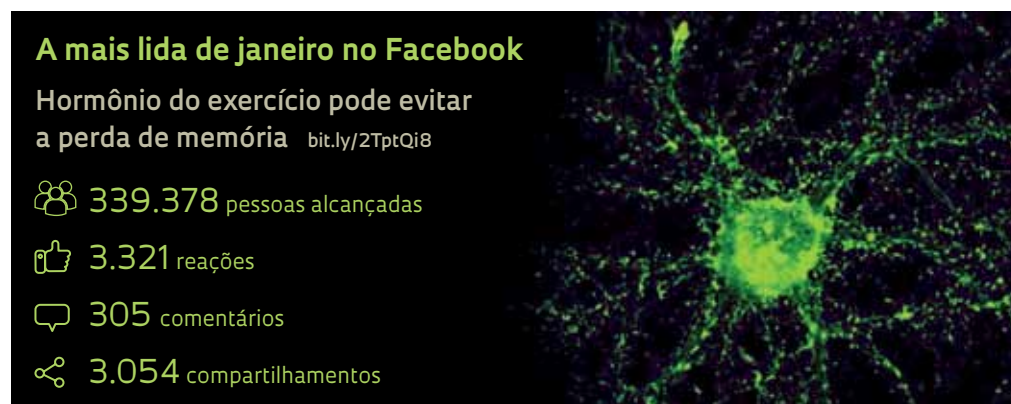 A mais lida de janeiro no Facebook
Hormônio do exercício pode evitar
a perda de memória bit.ly/2TptQi8
339.378 pessoas alcançadas
3.321 reações
305 comentários
3.054 compartilhamentos